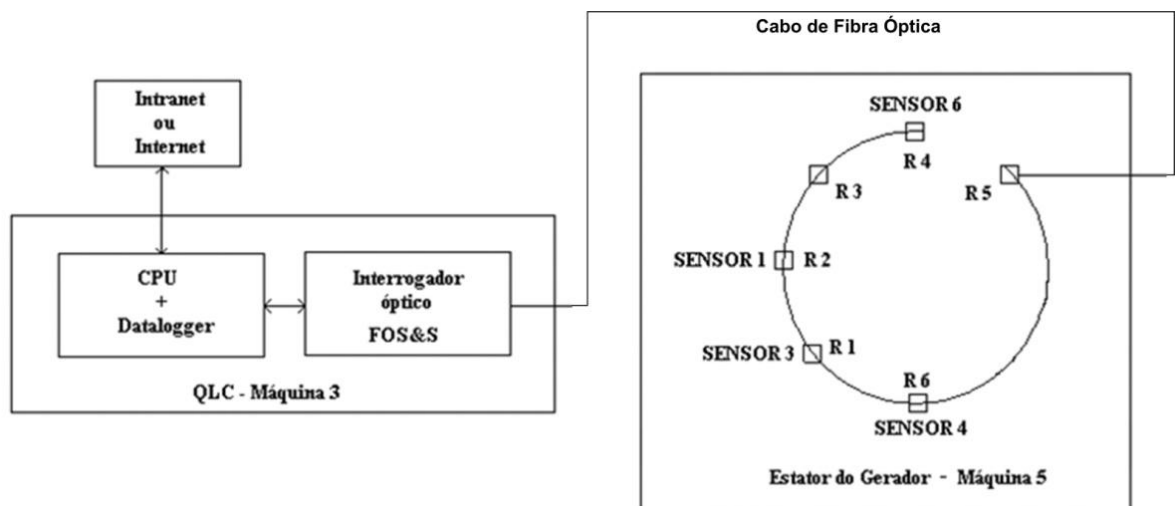 Cabo de Fibra Óptica
Intranet
ou
Internet
CPU
+
Datalogger
Interrogador
óptico
FOS&S
QLC - Máquina 3
SENSOR 6
R 4
R 3
R 5
SENSOR 1
R 2
SENSOR 3
R 1
R 6
SENSOR 4
Estator do Gerador - Máquina 5